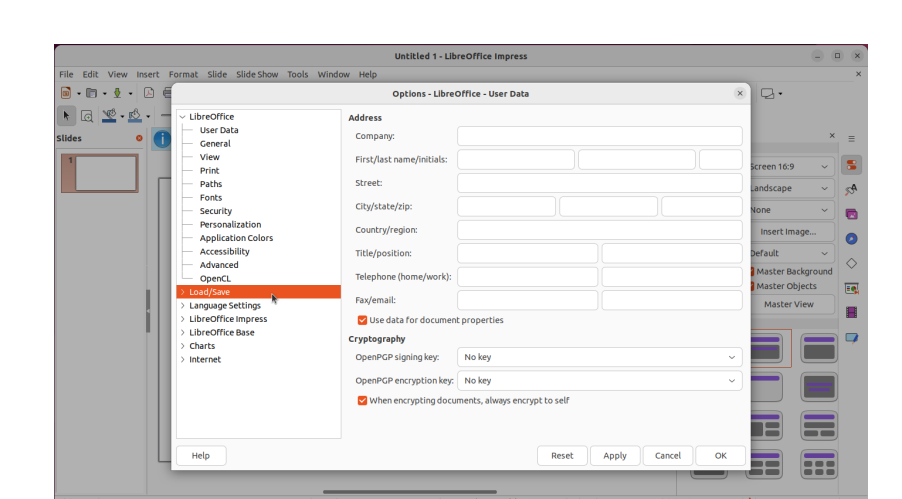 Untitled 1 - LibreOffice Impress
File Edit View Insert Format Slide Slide Show Tools Window Help
Options - LibreOffice - User Data
Slides
1
LibreOffice
User Data
General
View
Print
Paths
Fonts
Security
Personalization
Application Colors
Accessibility
Advanced
OpenCL
Load/Save
Language Settings
LibreOffice Impress
LibreOffice Base
Charts
Internet
Address
Company:
First/last name/initials:
Street:
City/state/zip:
Country/region:
Title/position:
Telephone (home/work):
Fax/email:
Use data for document properties
Cryptography
OpenPGP signing key: No key
OpenPGP encryption key: No key
When encrypting documents, always encrypt to self
Help Reset Apply Cancel OK
Screen 16:9
Landscape
None
Insert Image...
Default
Master Background
Master Objects
Master View